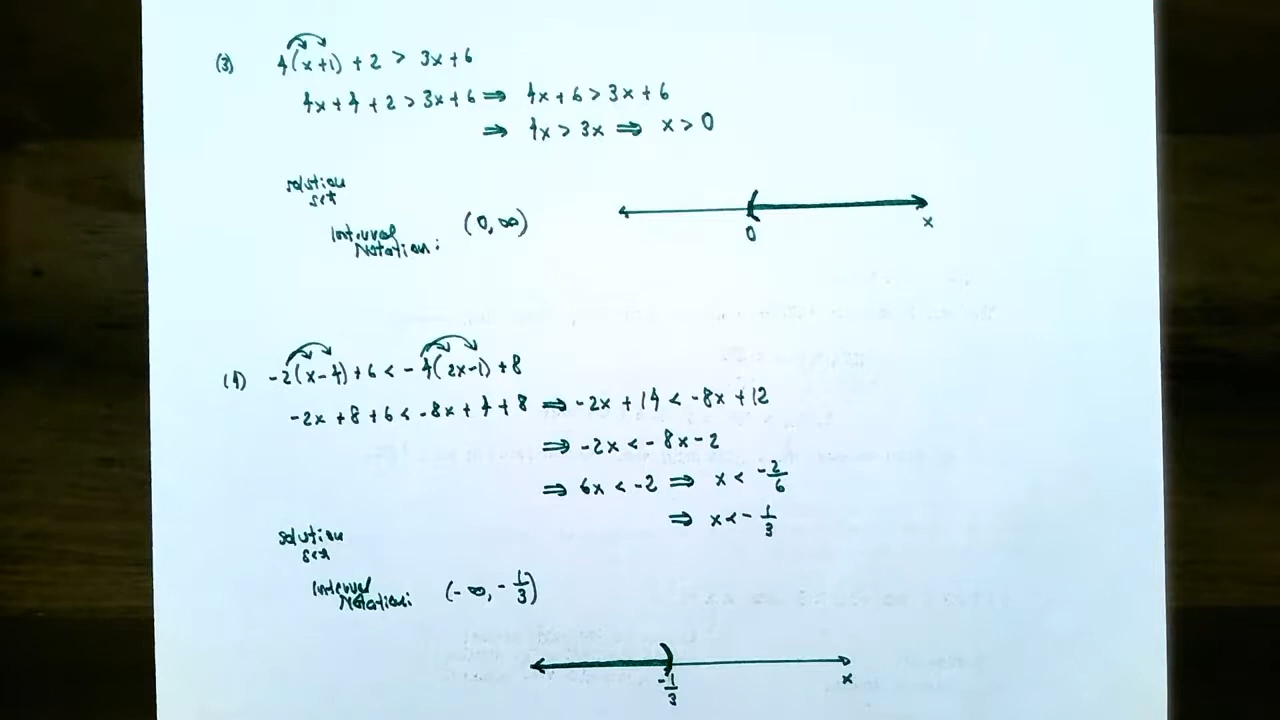 (3) 4(x+1) + 2 > 3x + 6
4x + 4 + 2 > 3x + 6 ⇒ 4x + 6 > 3x + 6
⇒ 4x > 3x ⇒ x > 0
solution
set
Interval
Notation: (0, ∞)
0
x
(4) -2(x-4) + 6 < -4(2x-1) + 8
-2x + 8 + 6 < -8x + 4 + 8 ⇒ -2x + 14 < -8x + 12
⇒ -2x < -8x - 2
⇒ 6x < -2 ⇒ x < -2/6
⇒ x < -1/3
solution
set
Interval
Notation: (-∞, -1/3)
-1/3
x